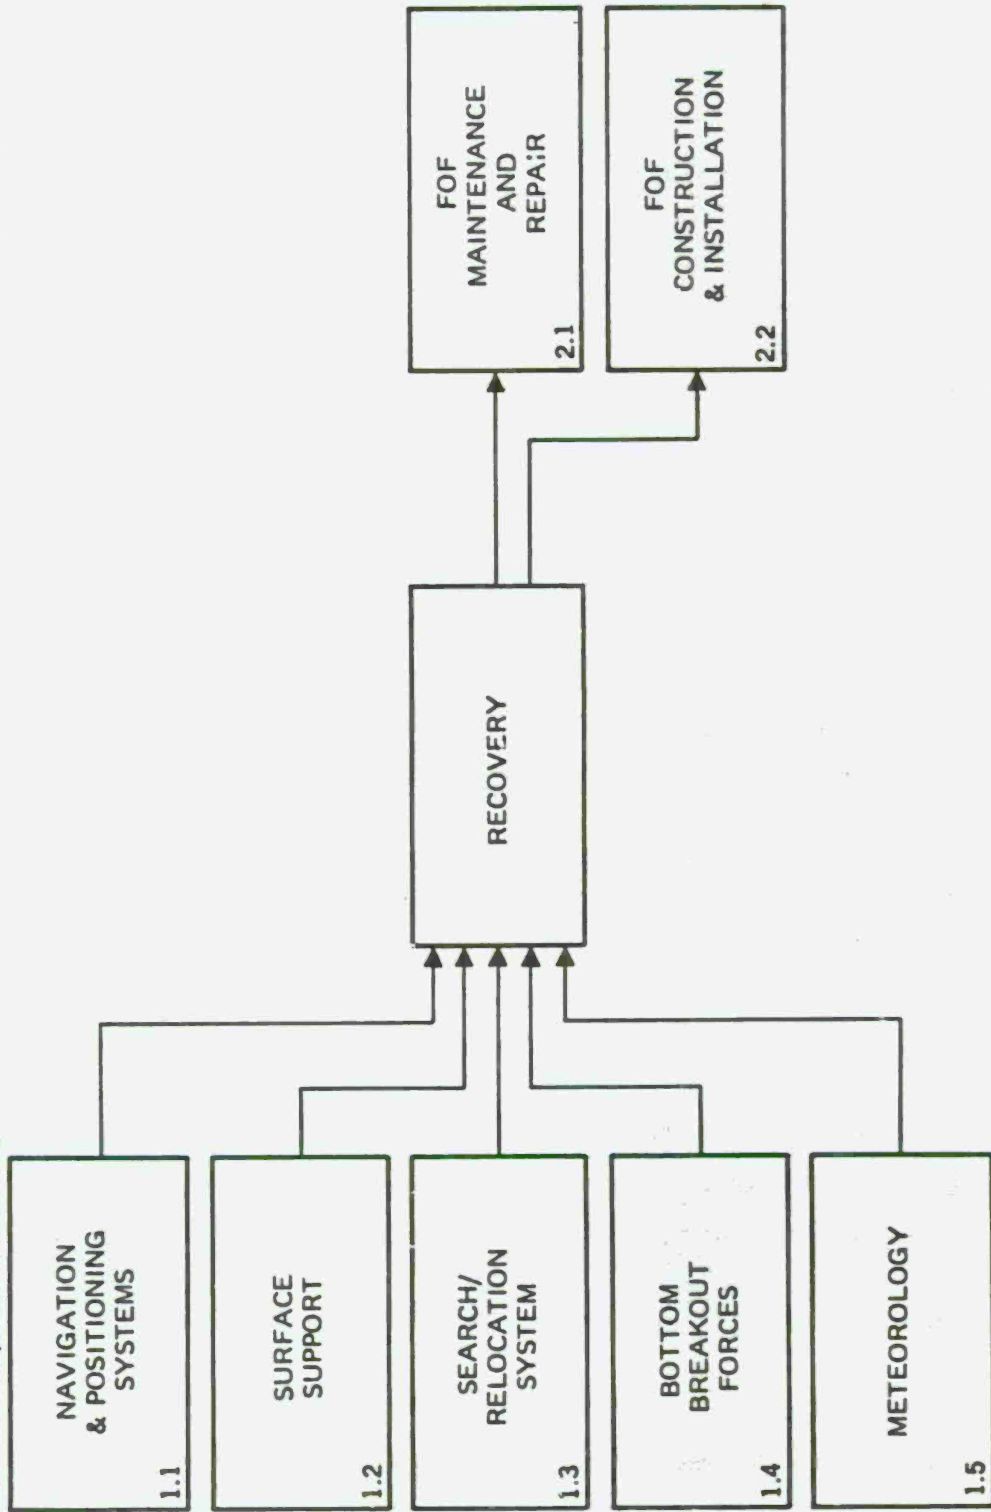 NAVIGATION
& POSITIONING
SYSTEMS
1.1
SURFACE
SUPPORT
1.2
SEARCH/
RELOCATION
SYSTEM
1.3
BOTTOM
BREAKOUT
FORCES
1.4
METEOROLOGY
1.5
RECOVERY
FOF
MAINTENANCE
AND
REPAIR
2.1
FOF
CONSTRUCTION
& INSTALLATION
2.2